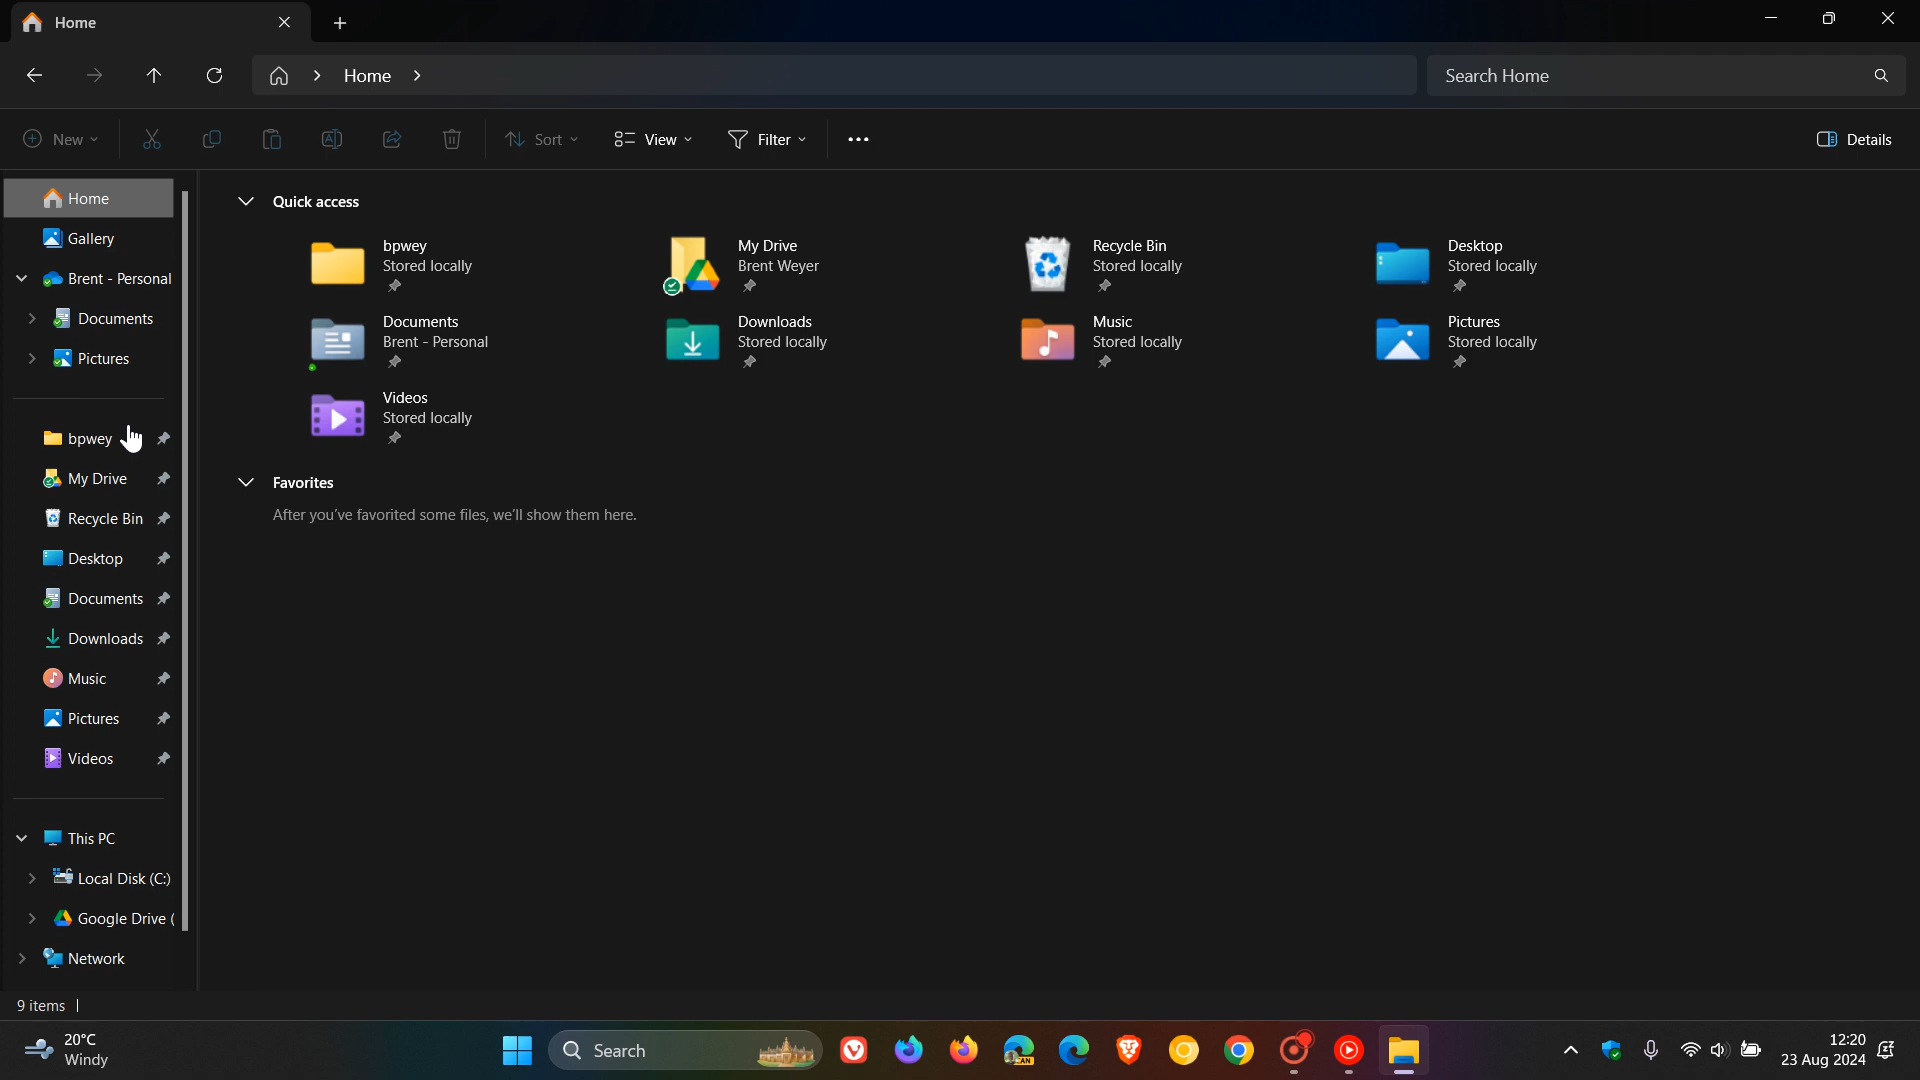 Home
Home
Search Home
New
Sort
View
Filter
Details
Home
Gallery
Brent - Personal
Documents
Pictures
bpwey
My Drive
Recycle Bin
Desktop
Documents
Downloads
Music
Pictures
Videos
This PC
Local Disk (C:)
Google Drive (
Network
Quick access
bpwey
Stored locally
My Drive
Brent Weyer
Recycle Bin
Stored locally
Desktop
Stored locally
Documents
Brent - Personal
Downloads
Stored locally
Music
Stored locally
Pictures
Stored locally
Videos
Stored locally
Favorites
After you've favorited some files, we'll show them here.
9 items
20°C
Windy
Search
CAN
12:20
23 Aug 2024